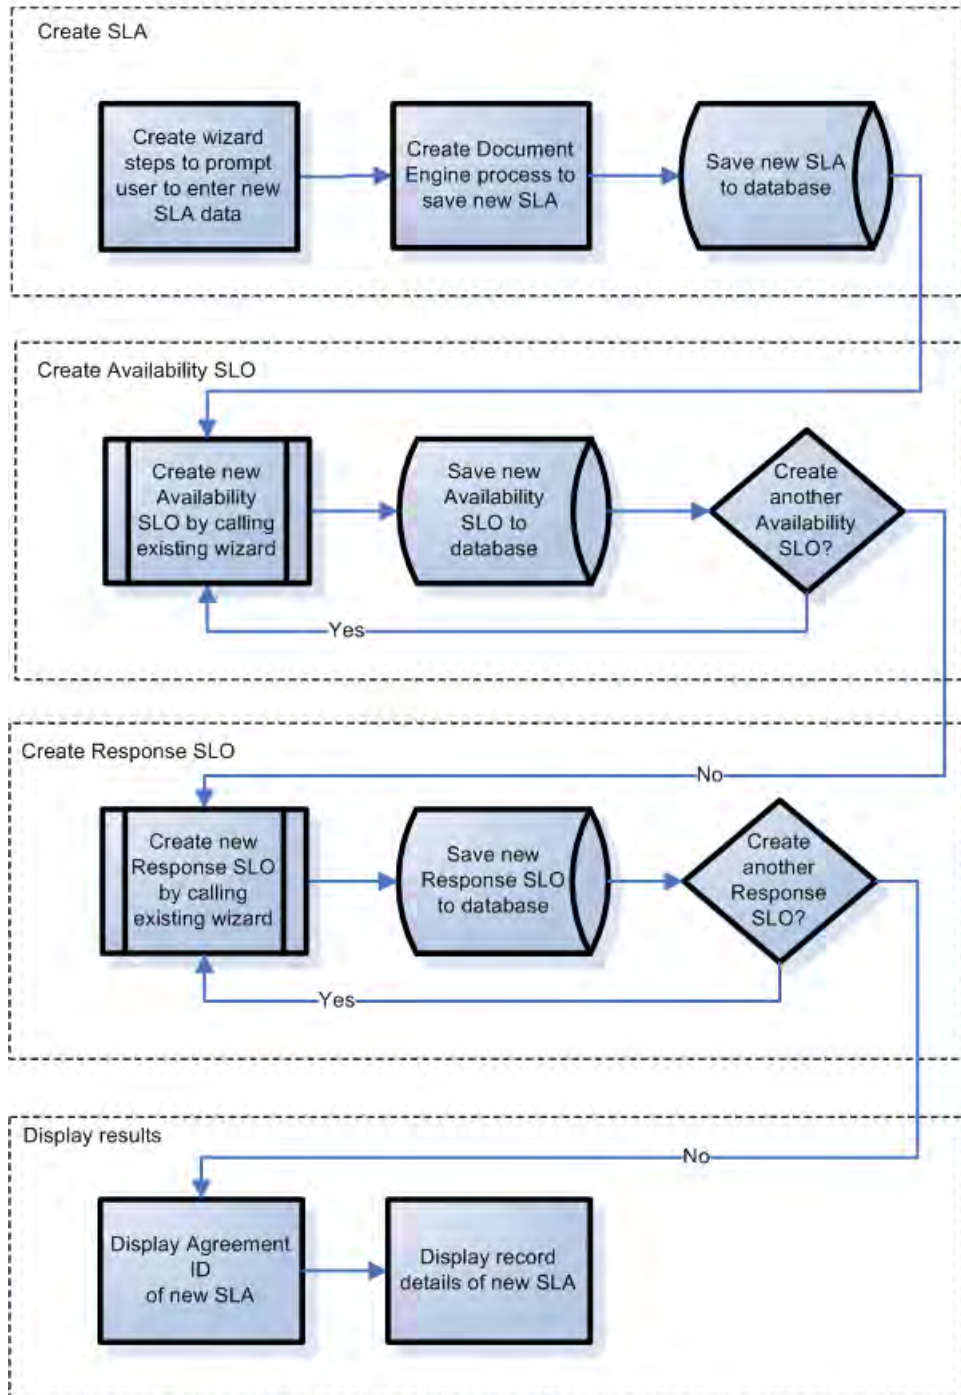 Create SLA
Create wizard
steps to prompt
user to enter new
SLA data
Create Document
Engine process to
save new SLA
Save new SLA
to database
Create Availability SLO
Create new
Availability
SLO by calling
existing wizard
Save new
Availability
SLO to
database
Create
another
Availability
SLO?
Yes
Create Response SLO
No
Create new
Response SLO
by calling
existing wizard
Save new
Response SLO
to database
Create
another
Response
SLO?
Yes
Display results
No
Display Agreement
ID
of new SLA
Display record
details of new SLA